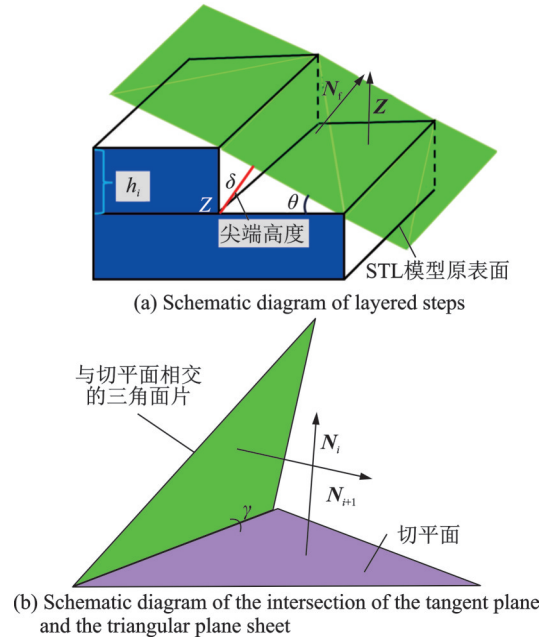 N_f
Z
h_i
δ
Z
θ
尖端高度
STL模型原表面
(a) Schematic diagram of layered steps
与切平面相交
的三角面片
N_i
N_{i+1}
γ
切平面
(b) Schematic diagram of the intersection of the tangent plane
and the triangular plane sheet